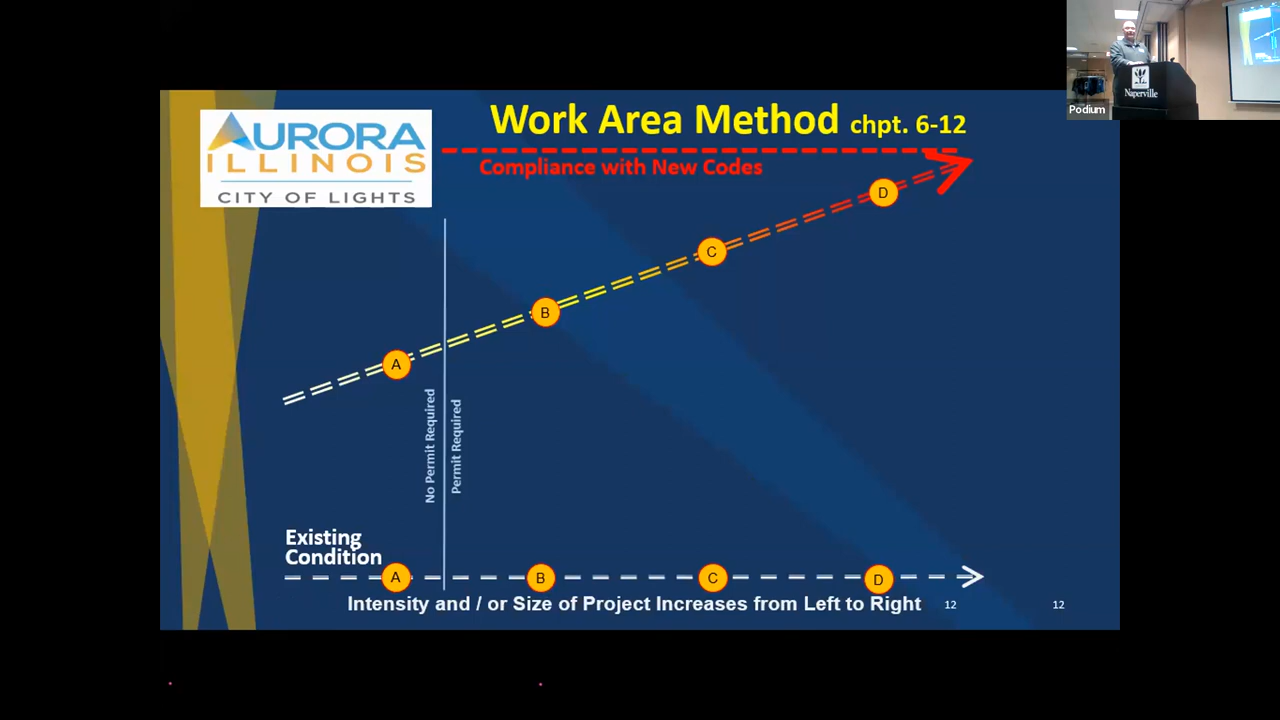 AURORA
ILLINOIS
CITY OF LIGHTS
Work Area Method chpt. 6-12
Compliance with New Codes
Naperville
Podium
D
C
B
A
No Permit Required
Permit Required
Existing
Condition
A
B
C
D
Intensity and / or Size of Project Increases from Left to Right
12
12